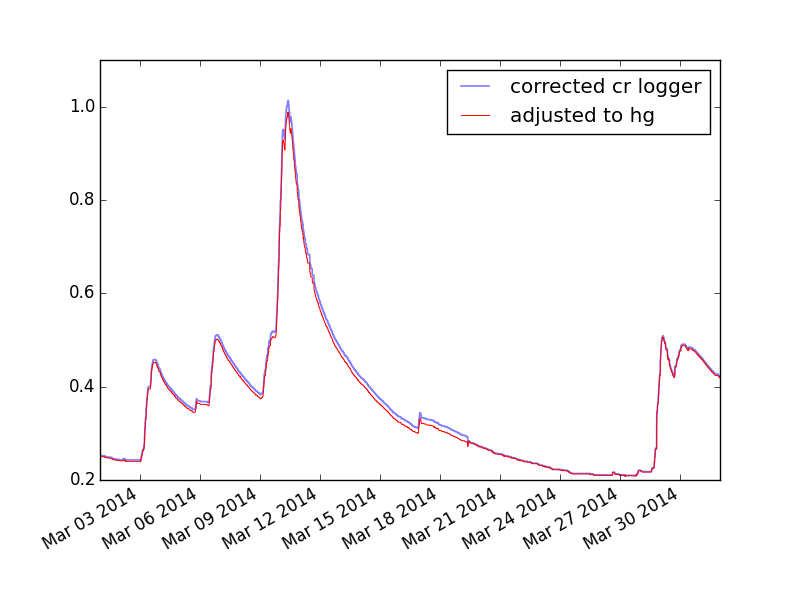 corrected cr logger
adjusted to hg
1.0
0.8
0.6
0.4
0.2
Mar 03 2014
Mar 06 2014
Mar 09 2014
Mar 12 2014
Mar 15 2014
Mar 18 2014
Mar 21 2014
Mar 24 2014
Mar 27 2014
Mar 30 2014